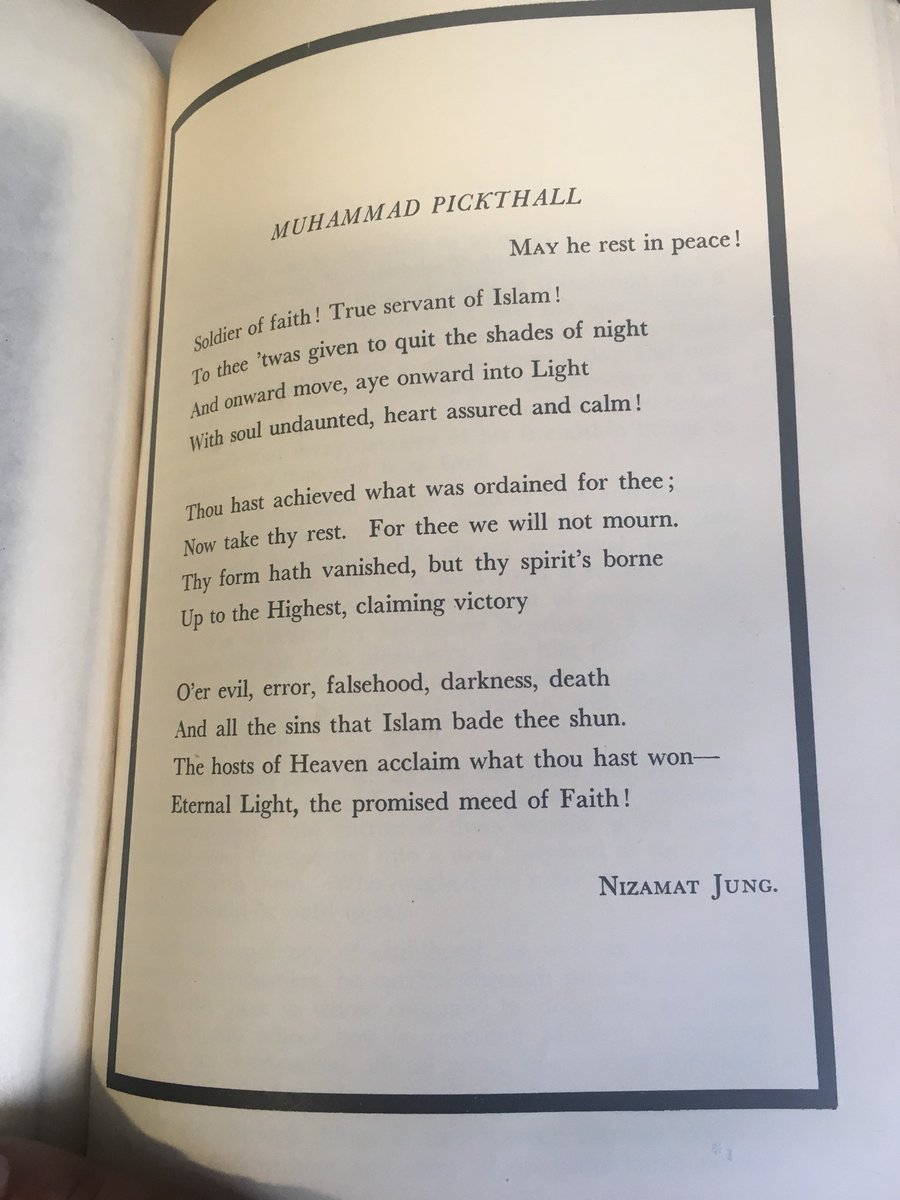 MUHAMMAD PICKTHALL
MAY he rest in peace!
Soldier of faith! True servant of Islam!
To thee 'twas given to quit the shades of night
And onward move, aye onward into Light
With soul undaunted, heart assured and calm!
Thou hast achieved what was ordained for thee;
Now take thy rest. For thee we will not mourn.
Thy form hath vanished, but thy spirit's borne
Up to the Highest, claiming victory
O'er evil, error, falsehood, darkness, death
And all the sins that Islam bade thee shun.
The hosts of Heaven acclaim what thou hast won—
Eternal Light, the promised meed of Faith!
NIZAMAT JUNG.